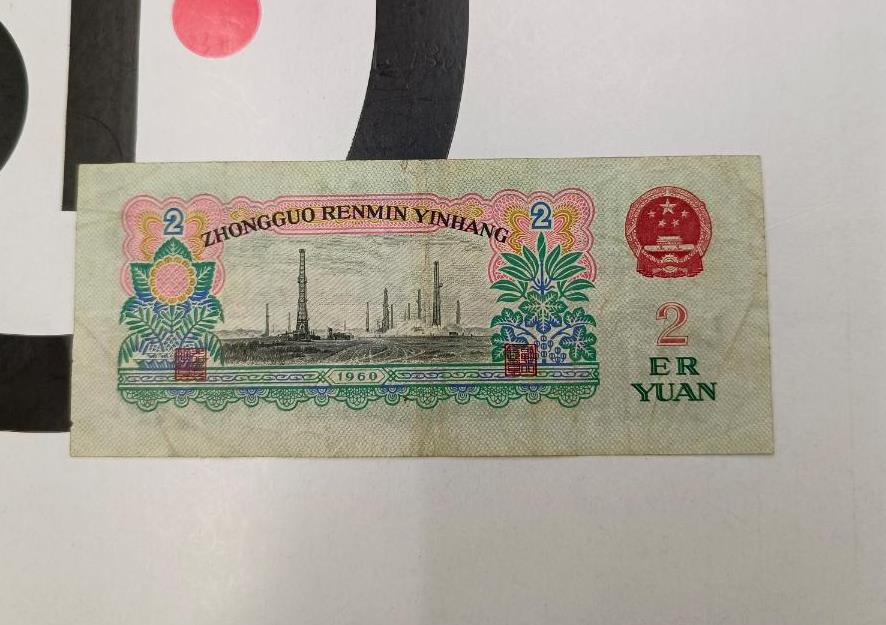 2
ZHONGGUO RENMIN YINHANG
2
1960
2
ER
YUAN